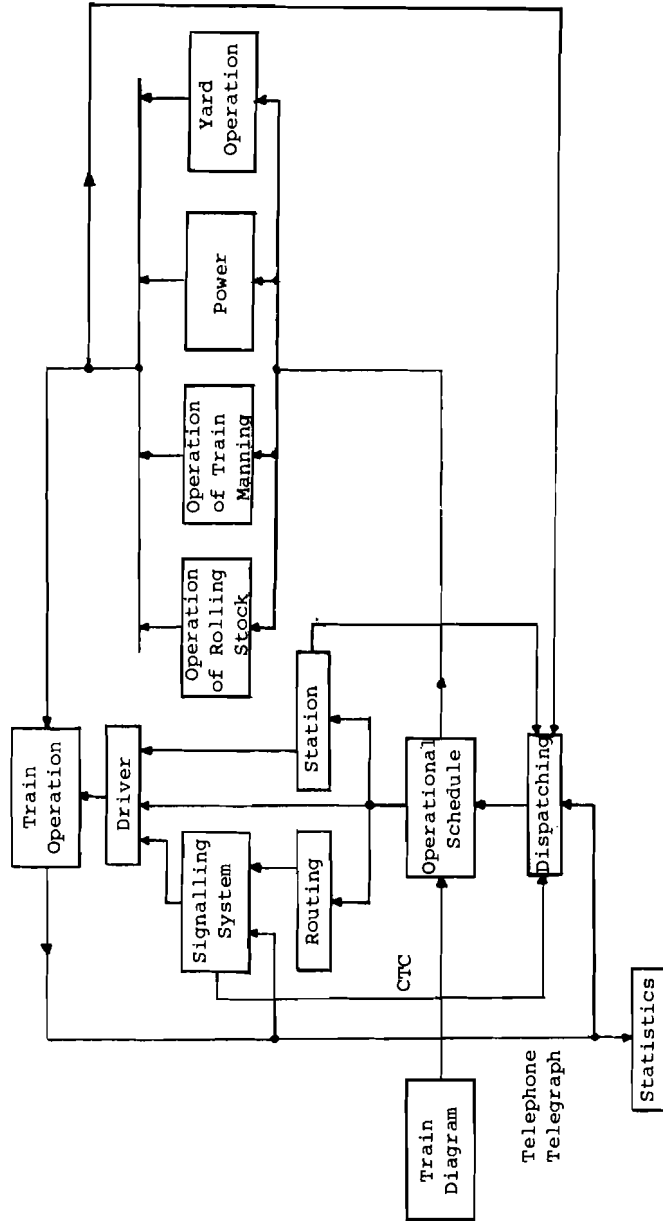 Train
Operation
Driver
Signalling
System
Routing
Station
Operation
of Rolling
Stock
Operation
of Train
Manning
Power
Yard
Operation
CTC
Train
Diagram
Operational
Schedule
Telephone
Telegraph
Dispatching
Statistics